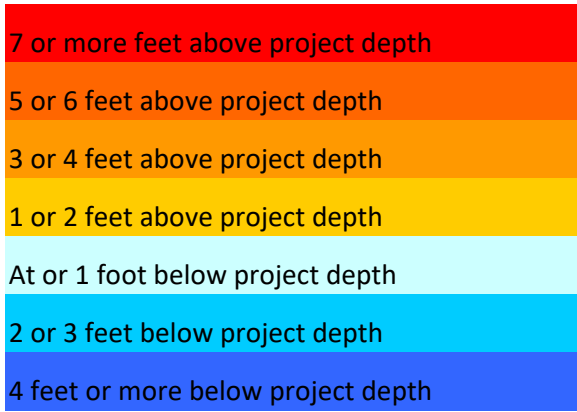 7 or more feet above project depth
5 or 6 feet above project depth
3 or 4 feet above project depth
1 or 2 feet above project depth
At or 1 foot below project depth
2 or 3 feet below project depth
4 feet or more below project depth